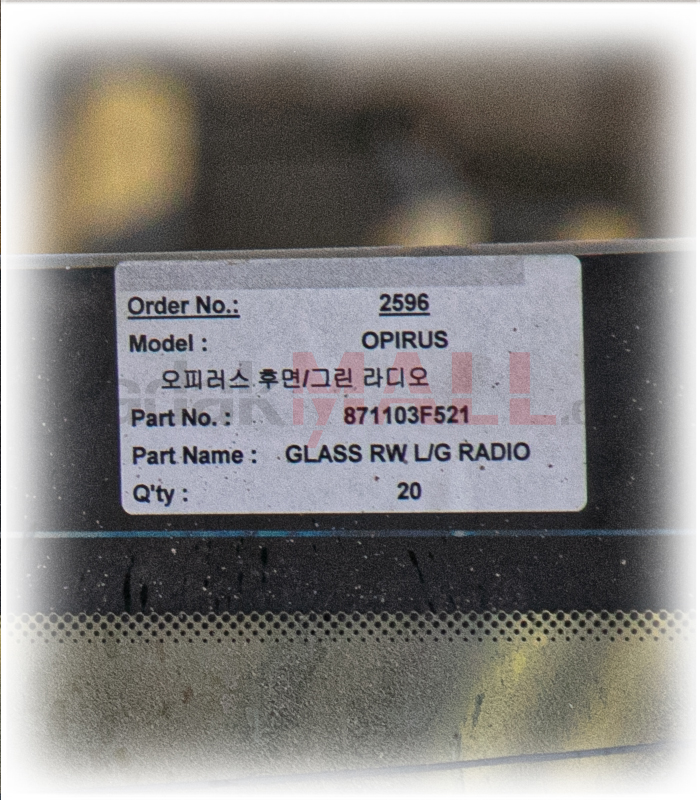 Order No.: 2596
Model : OPIRUS
오피러스 후면/그린 라디오
Part No. : 871103F521
Part Name : GLASS RW L/G RADIO
Q'ty : 20